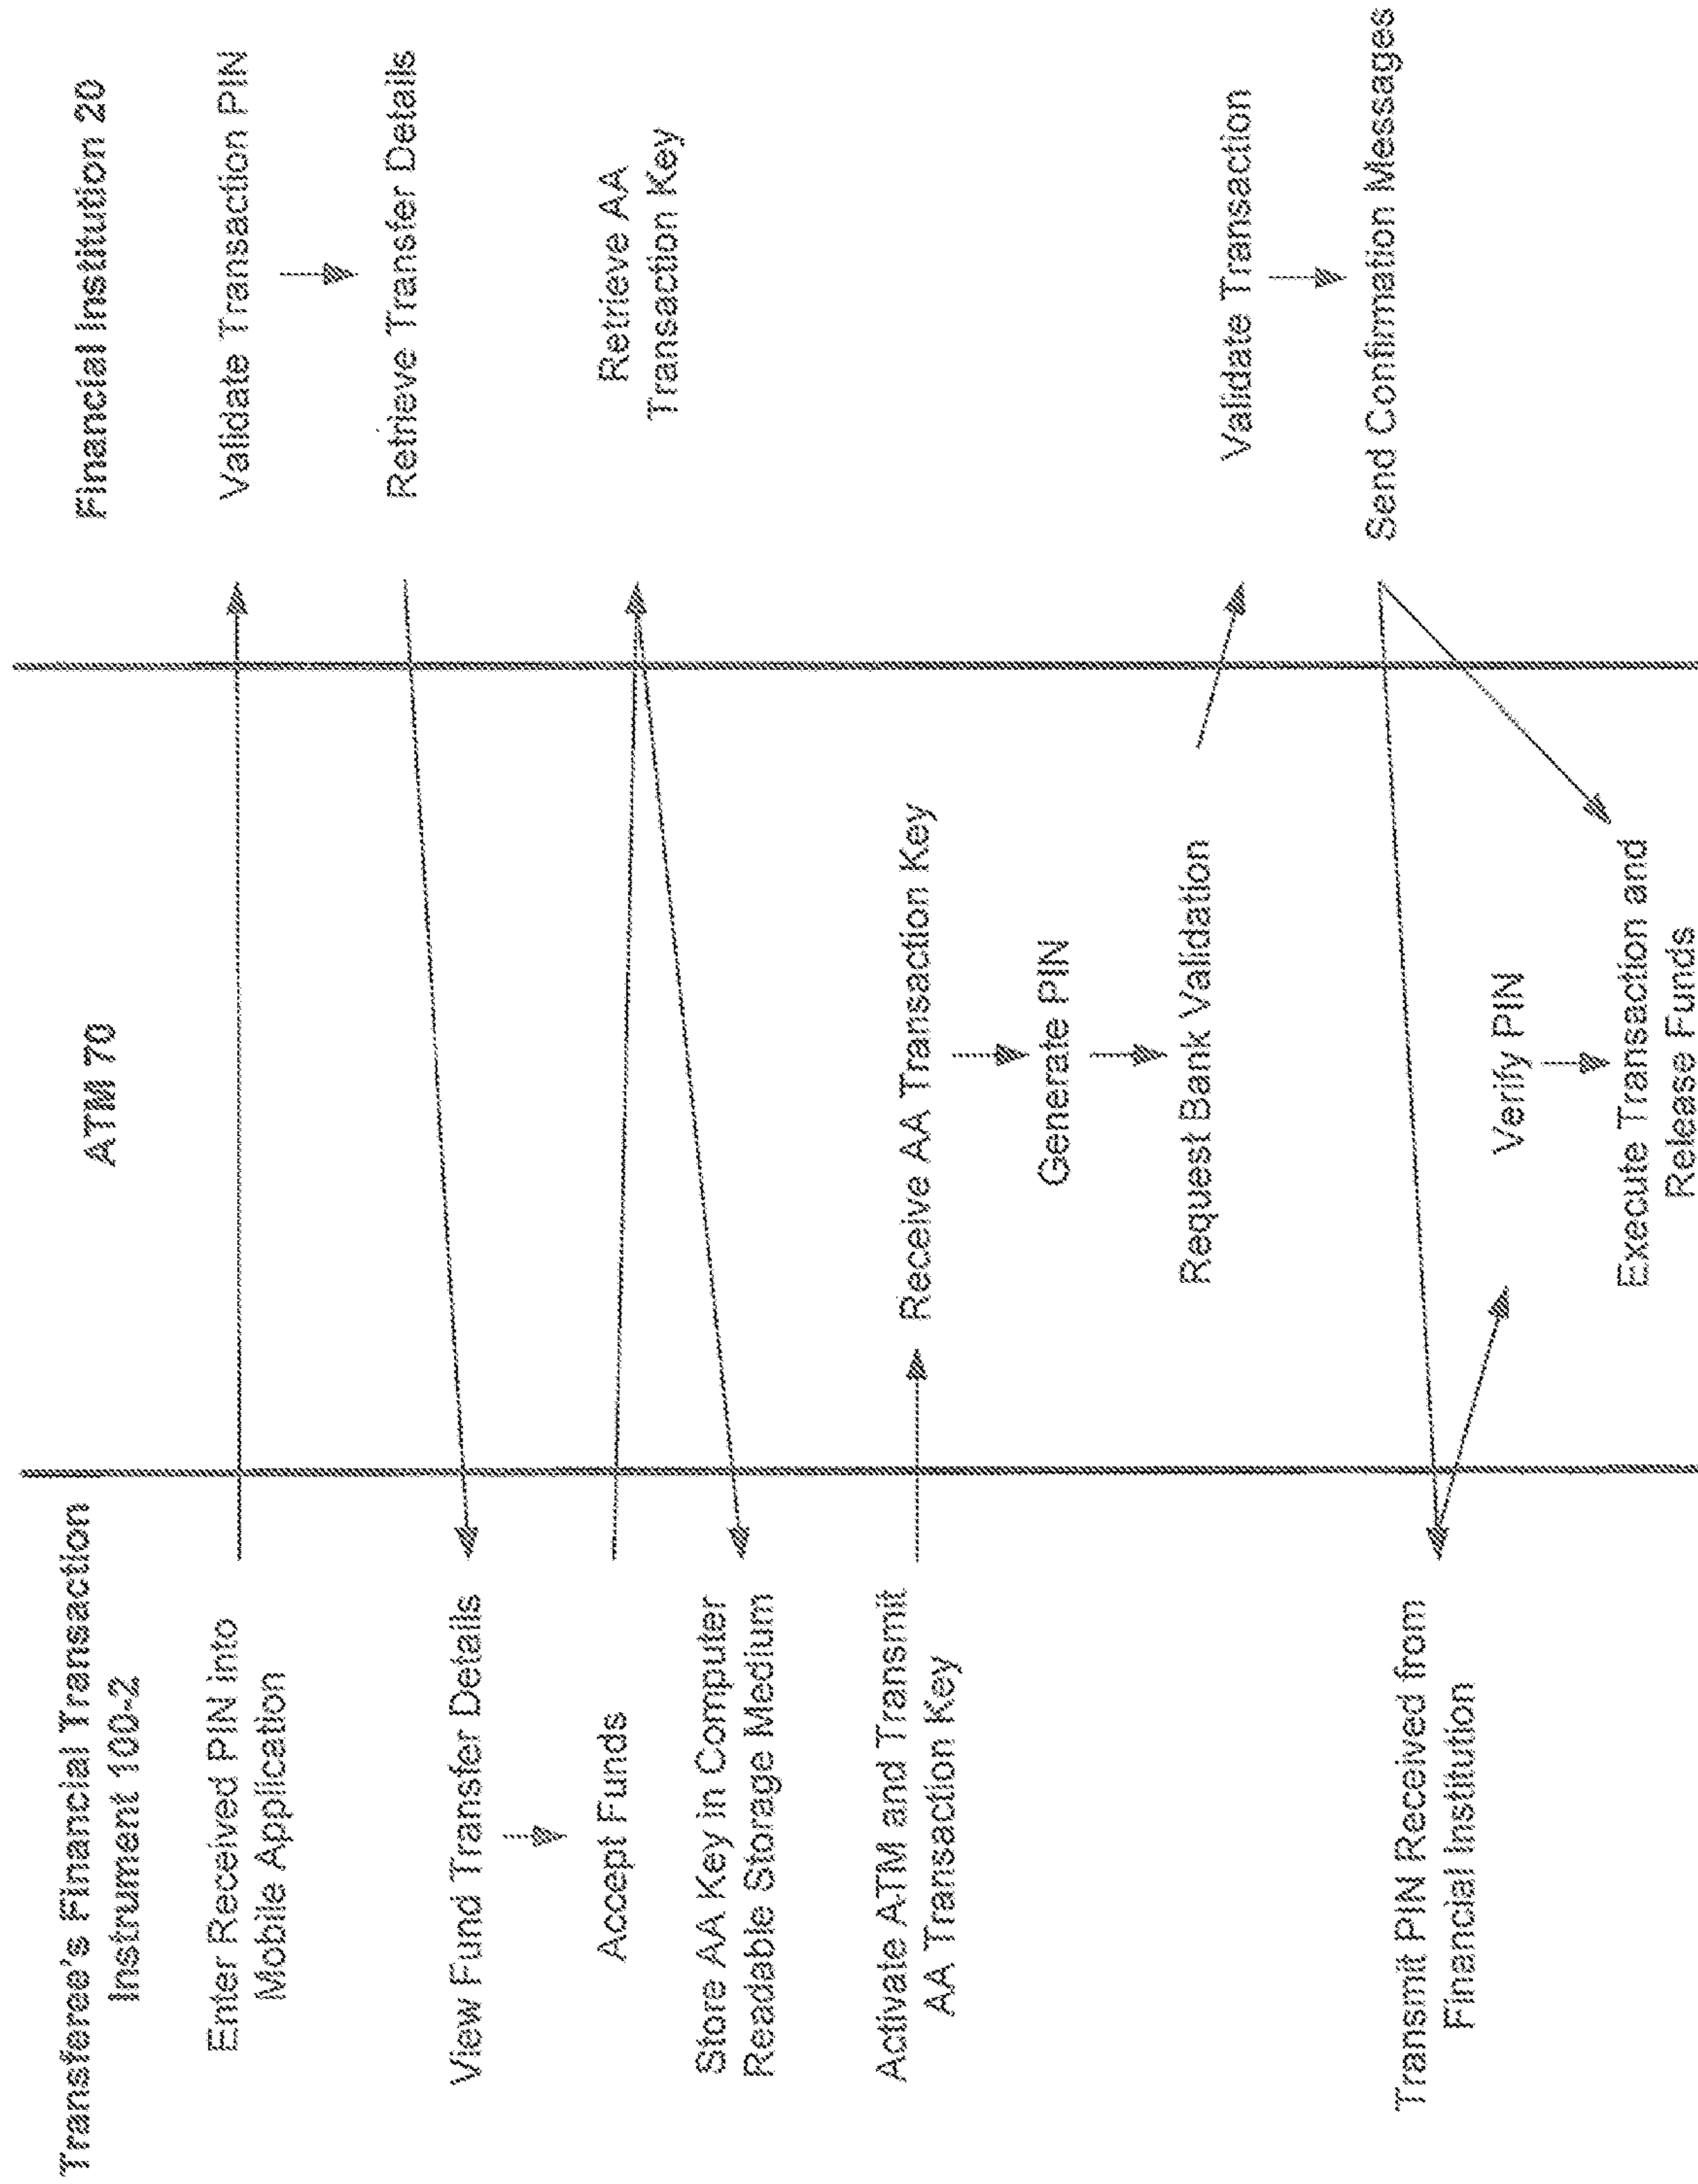 Transferee's Financial Transaction
Instrument 100-2
ATM 70
Financial Institution 20
Enter Received PIN into
Mobile Application
Validate Transaction PIN
Retrieve Transfer Details
View Fund Transfer Details
Accept Funds
Retrieve AA
Transaction Key
Store AA Key in Computer
Readable Storage Medium
Activate ATM and Transmit
AA Transaction Key
Receive AA Transaction Key
Generate PIN
Request Bank Validation
Validate Transaction
Send Confirmation Messages
Transmit PIN Received from
Financial Institution
Verify PIN
Execute Transaction and
Release Funds